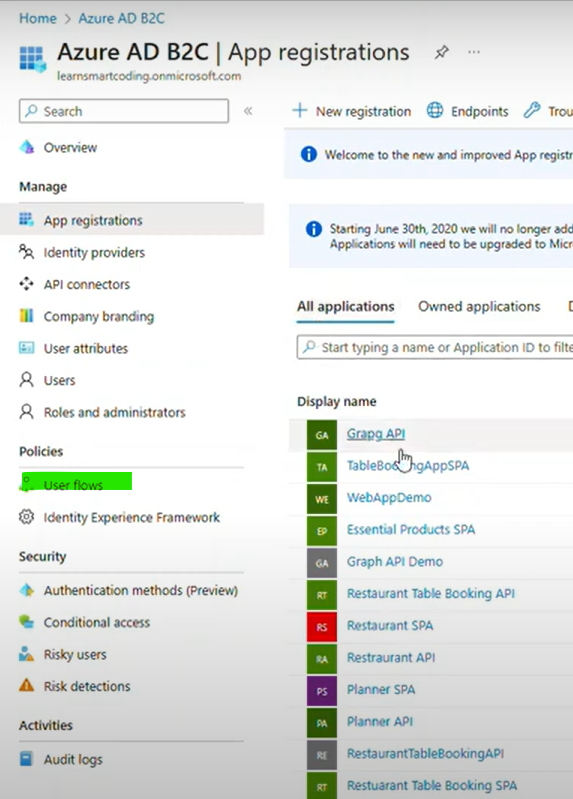 Home > Azure AD B2C
Azure AD B2C | App registrations
learnsmartcoding.onmicrosoft.com
Search
«
New registration
Endpoints
Trou
Overview
Welcome to the new and improved App registr
Manage
App registrations
Starting June 30th, 2020 we will no longer add
Applications will need to be upgraded to Micr
Identity providers
API connectors
All applications
Owned applications
D
Company branding
User attributes
Start typing a name or Application ID to filte
Users
Display name
Roles and administrators
GA
Grapg API
Policies
TA
TableBookingAppSPA
User flows
WE
WebAppDemo
Identity Experience Framework
EP
Essential Products SPA
Security
GA
Graph API Demo
Authentication methods (Preview)
RT
Restaurant Table Booking API
Conditional access
RS
Restaurant SPA
Risky users
RA
Restraurant API
Risk detections
PS
Planner SPA
Activities
PA
Planner API
Audit logs
RE
RestaurantTableBookingAPI
RT
Restuarant Table Booking SPA